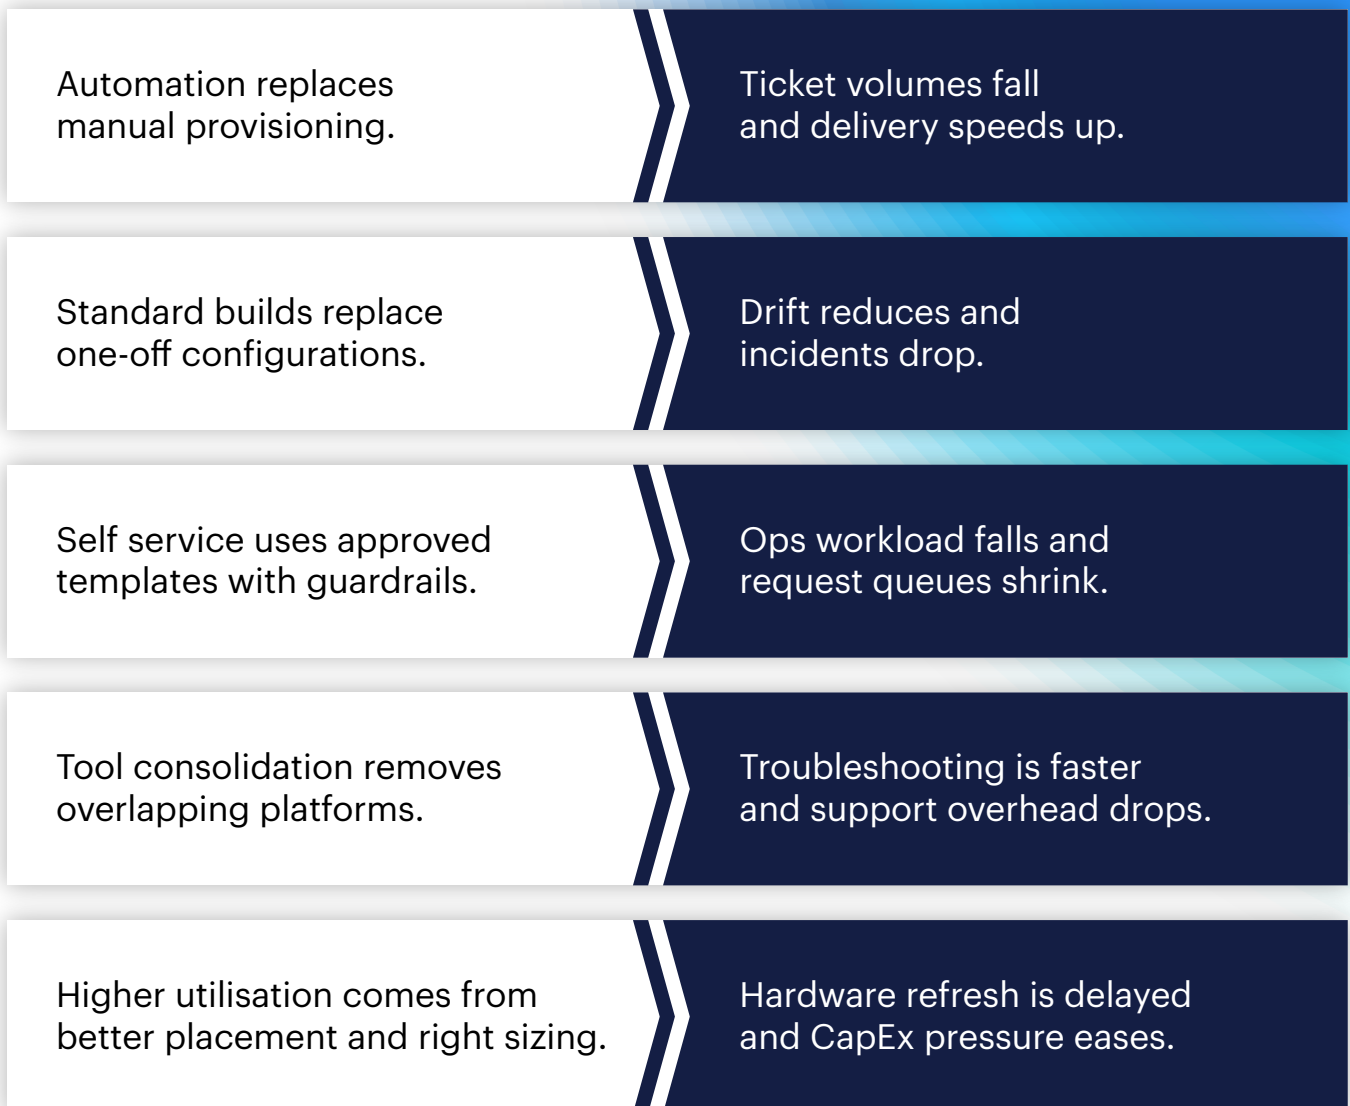 Automation replaces
manual provisioning.
Ticket volumes fall
and delivery speeds up.
Standard builds replace
one-off configurations.
Drift reduces and
incidents drop.
Self service uses approved
templates with guardrails.
Ops workload falls and
request queues shrink.
Tool consolidation removes
overlapping platforms.
Troubleshooting is faster
and support overhead drops.
Higher utilisation comes from
better placement and right sizing.
Hardware refresh is delayed
and CapEx pressure eases.